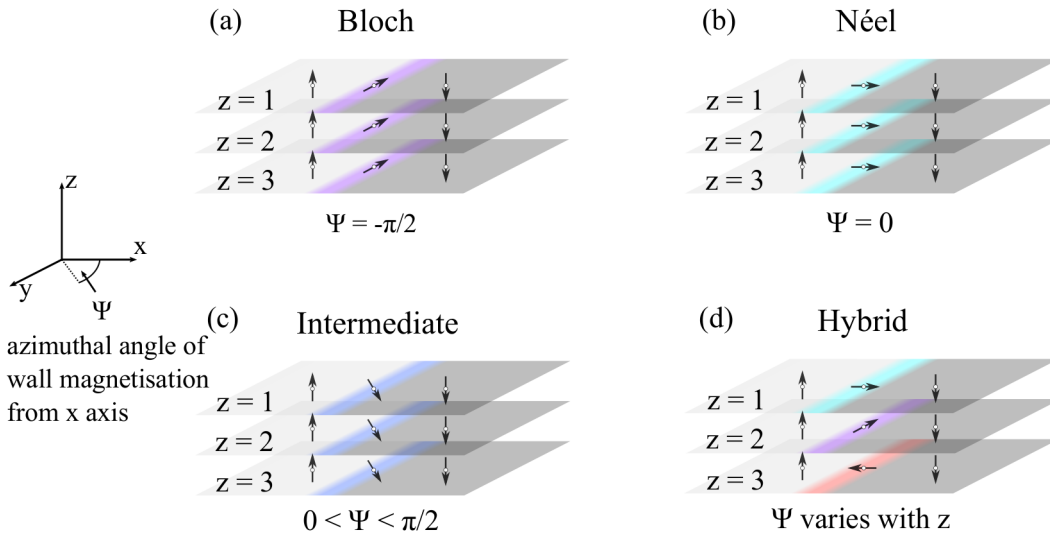 (a) Bloch
z = 1
z = 2
z = 3
Ψ = -π/2
(b) Néel
z = 1
z = 2
z = 3
Ψ = 0
z
x
y
Ψ
azimuthal angle of
wall magnetisation
from x axis
(c) Intermediate
z = 1
z = 2
z = 3
0 < Ψ < π/2
(d) Hybrid
z = 1
z = 2
z = 3
Ψ varies with z